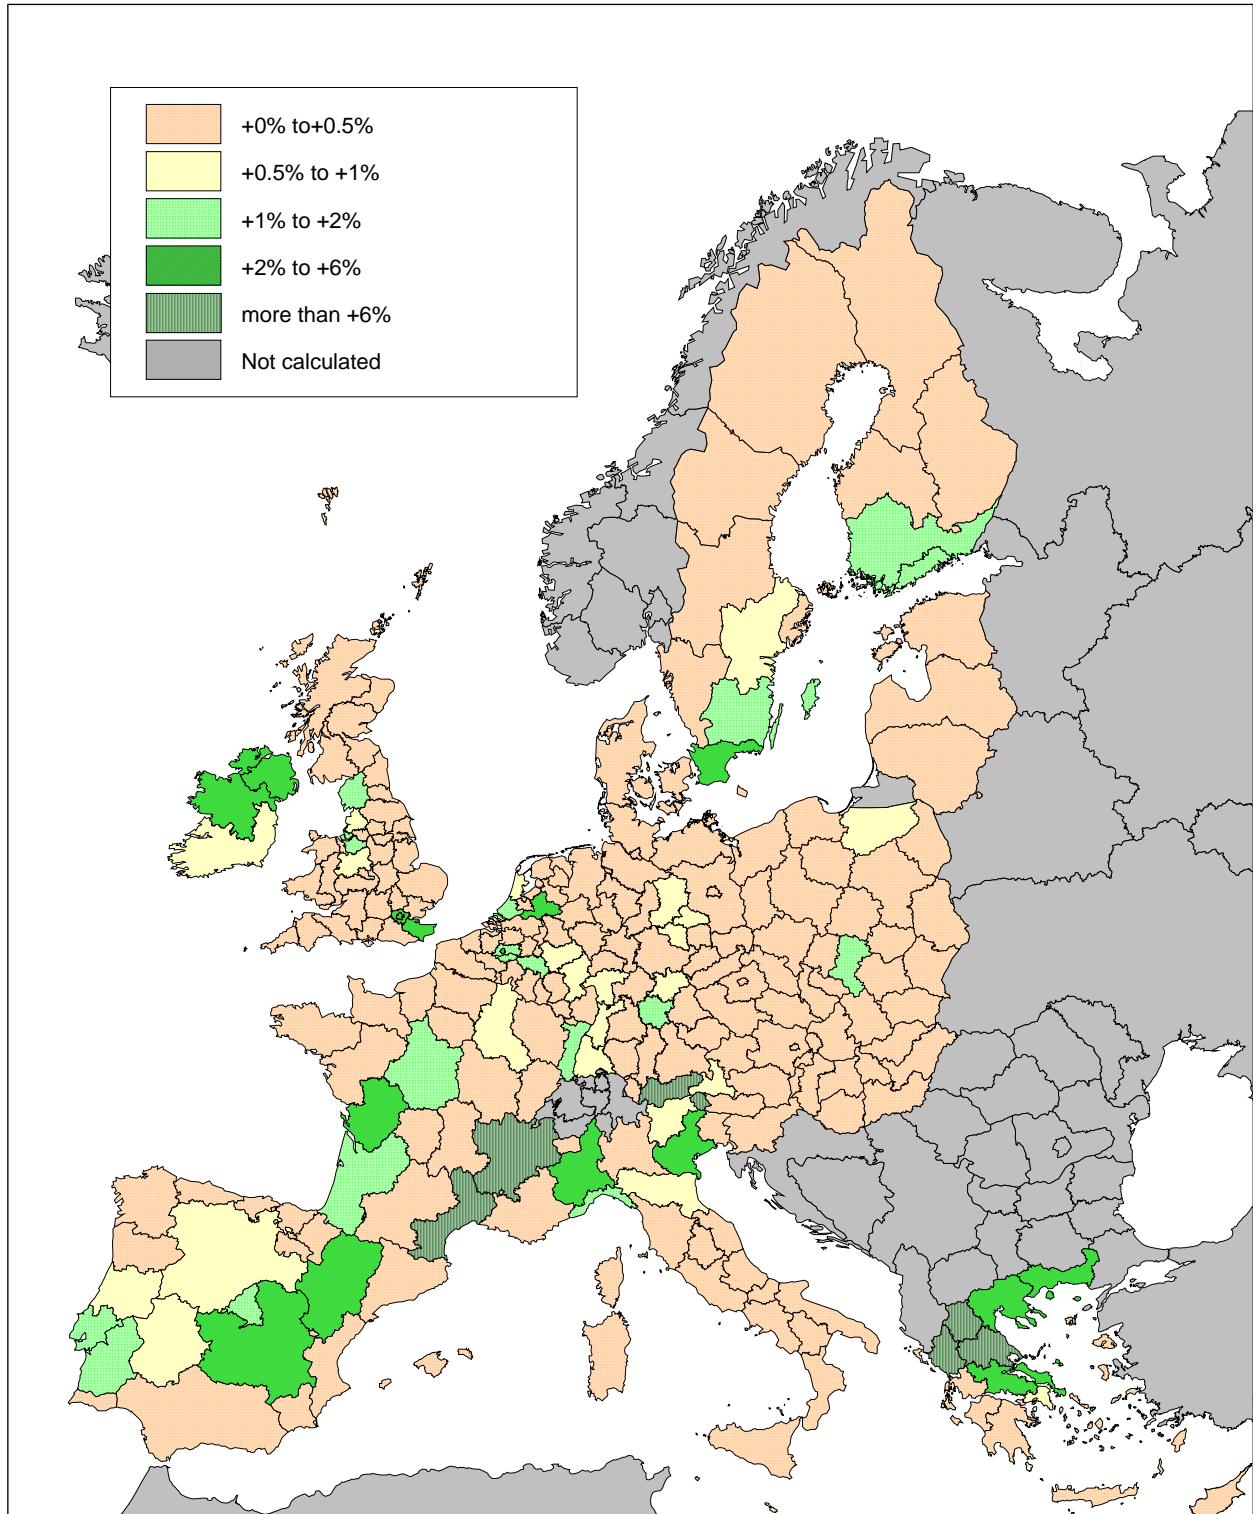 +0% to+0.5%
+0.5% to +1%
+1% to +2%
+2% to +6%
more than +6%
Not calculated